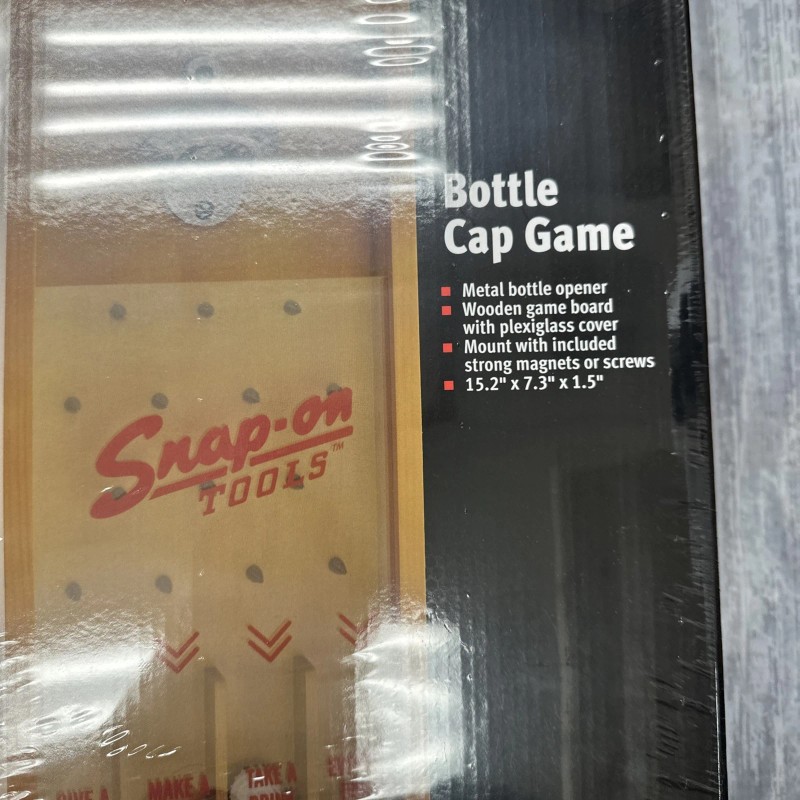 Bottle
Cap Game
Metal bottle opener
Wooden game board
with plexiglass cover
Mount with included
strong magnets or screws
15.2" x 7.3" x 1.5"
Snap-on
TOOLS™
MAKE A
TAKE A